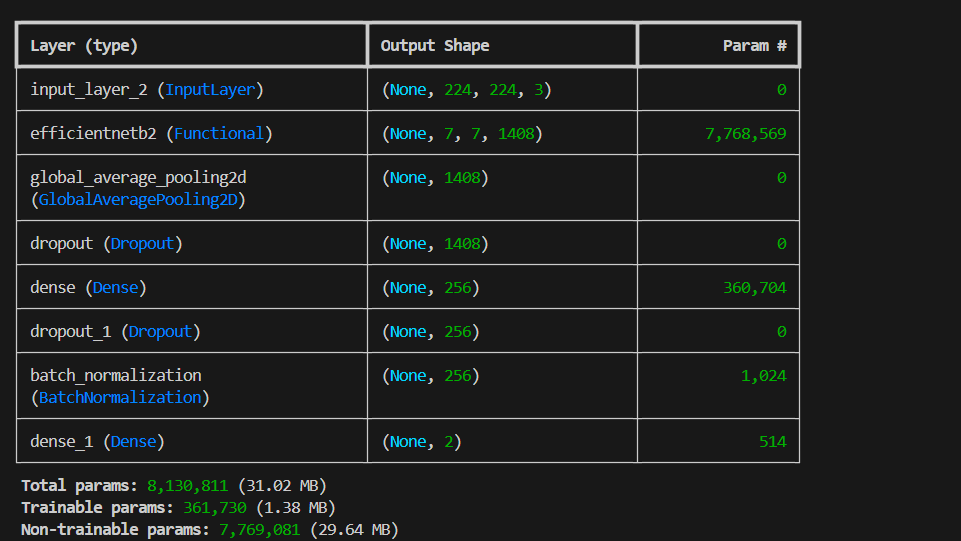 Layer (type) Output Shape Param #
input_layer_2 (InputLayer) (None, 224, 224, 3) 0
efficientnetb2 (Functional) (None, 7, 7, 1408) 7,768,569
global_average_pooling2d (None, 1408) 0
(GlobalAveragePooling2D)
dropout (Dropout) (None, 1408) 0
dense (Dense) (None, 256) 360,704
dropout_1 (Dropout) (None, 256) 0
batch_normalization (None, 256) 1,024
(BatchNormalization)
dense_1 (Dense) (None, 2) 514
Total params: 8,130,811 (31.02 MB)
Trainable params: 361,730 (1.38 MB)
Non-trainable params: 7,769,081 (29.64 MB)